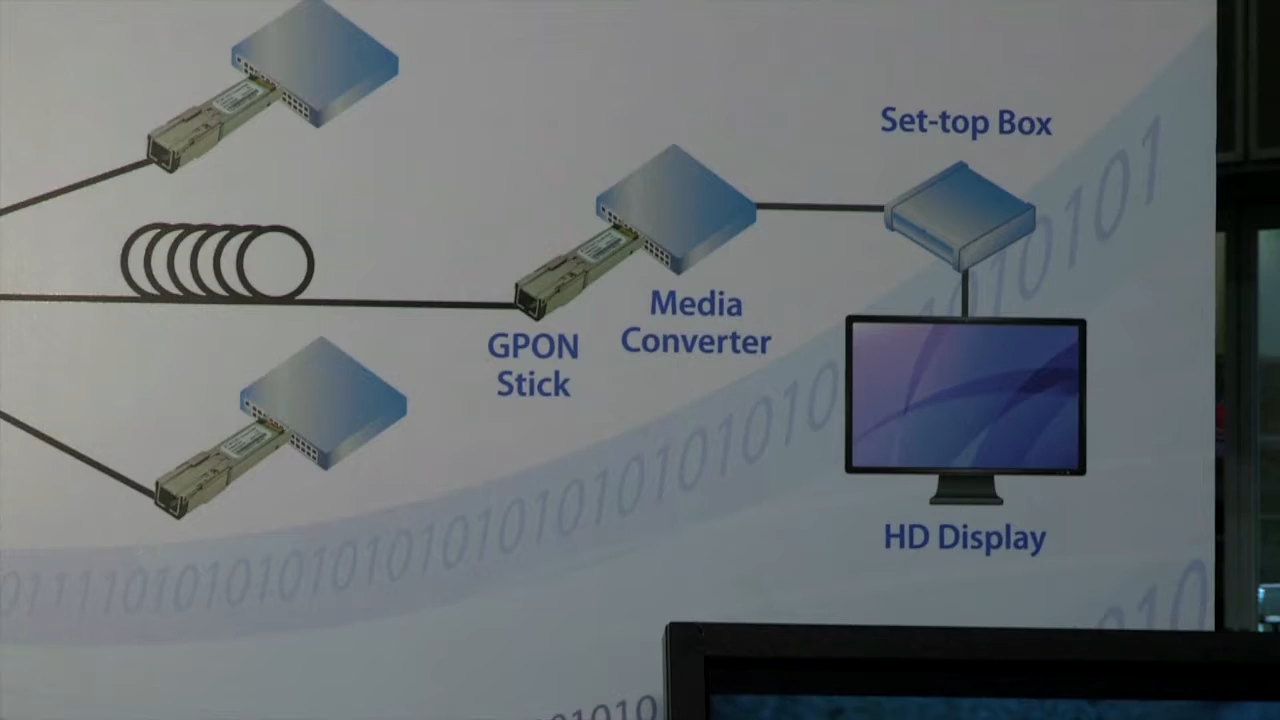 Set-top Box
Media
Converter
GPON
Stick
HD Display